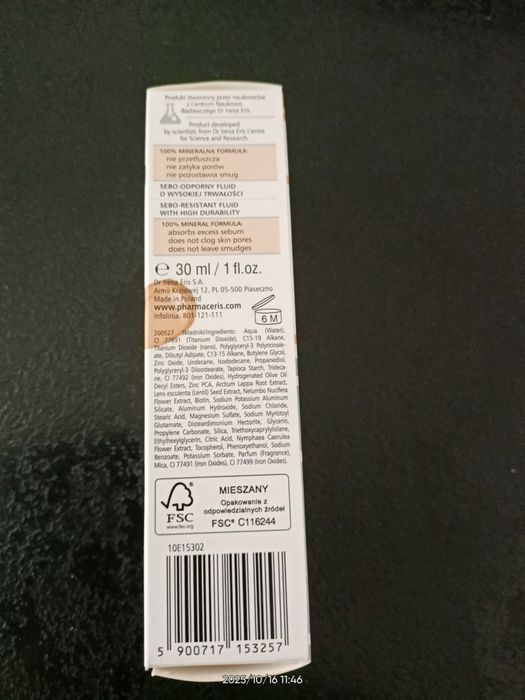 Produkt stworzony przez naukowców
z Centrum Naukowo
Badawczego Dr Irena Eris
Product developed
by scientists from Dr Irena Eris Centre
for Science and Research.
100% MINERALNA FORMUŁA:
nie przetłuszcza
nie zatyka porów
nie pozostawia smug
SEBO-ODPORNY FLUID
O WYSOKIEJ TRWAŁOŚCI
SEBO-RESISTANT FLUID
WITH HIGH DURABILITY
100% MINERAL FORMULA:
absorbs excess sebum
does not clog skin pores
does not leave smudges
℮ 30 ml / 1 fl.oz.
Dr Irena Eris S.A.
Armii Krajowej 12, PL 05-500 Piaseczno
Made in Poland
www.pharmaceris.com
Infolinia: 801-121-111
6 M
200527 Składniki/Ingredients: Aqua (Water),
CI 77891 (Titanium Dioxide), C15-19 Alkane,
Titanium Dioxide (nano), Polyglyceryl-3 Polyricinole-
ate, Dibutyl Adipate, C13-15 Alkane, Butylene Glycol,
Zinc Oxide, Undecane, Isododecane, Propanediol,
Polyglyceryl-3 Diisostearate, Tapioca Starch, Trideca-
ne, CI 77492 (Iron Oxides), Hydrogenated Olive Oil
Decyl Esters, Zinc PCA, Arctium Lappa Root Extract,
Lens esculenta (Lentil) Seed Extract, Nelumbo Nucifera
Flower Extract, Biotin, Sodium Potassium Aluminum
Silicate, Aluminum Hydroxide, Sodium Chloride,
Stearic Acid, Magnesium Sulfate, Sodium Myristoyl
Glutamate, Disteardimonium Hectorite, Glycerin,
Propylene Carbonate, Silica, Triethoxycaprylylsilane,
Ethylhexylglycerin, Citric Acid, Nymphaea Caerulea
Flower Extract, Tocopherol, Phenoxyethanol, Sodium
Benzoate, Potassium Sorbate, Parfum (Fragrance),
Mica, CI 77491 (Iron Oxides), CI 77499 (Iron Oxides).
FSC
www.fsc.org
MIESZANY
Opakowanie z
odpowiedzialnych źródeł
FSC® C116244
10E15302
5 900717 153257
2025/10/16 11:46